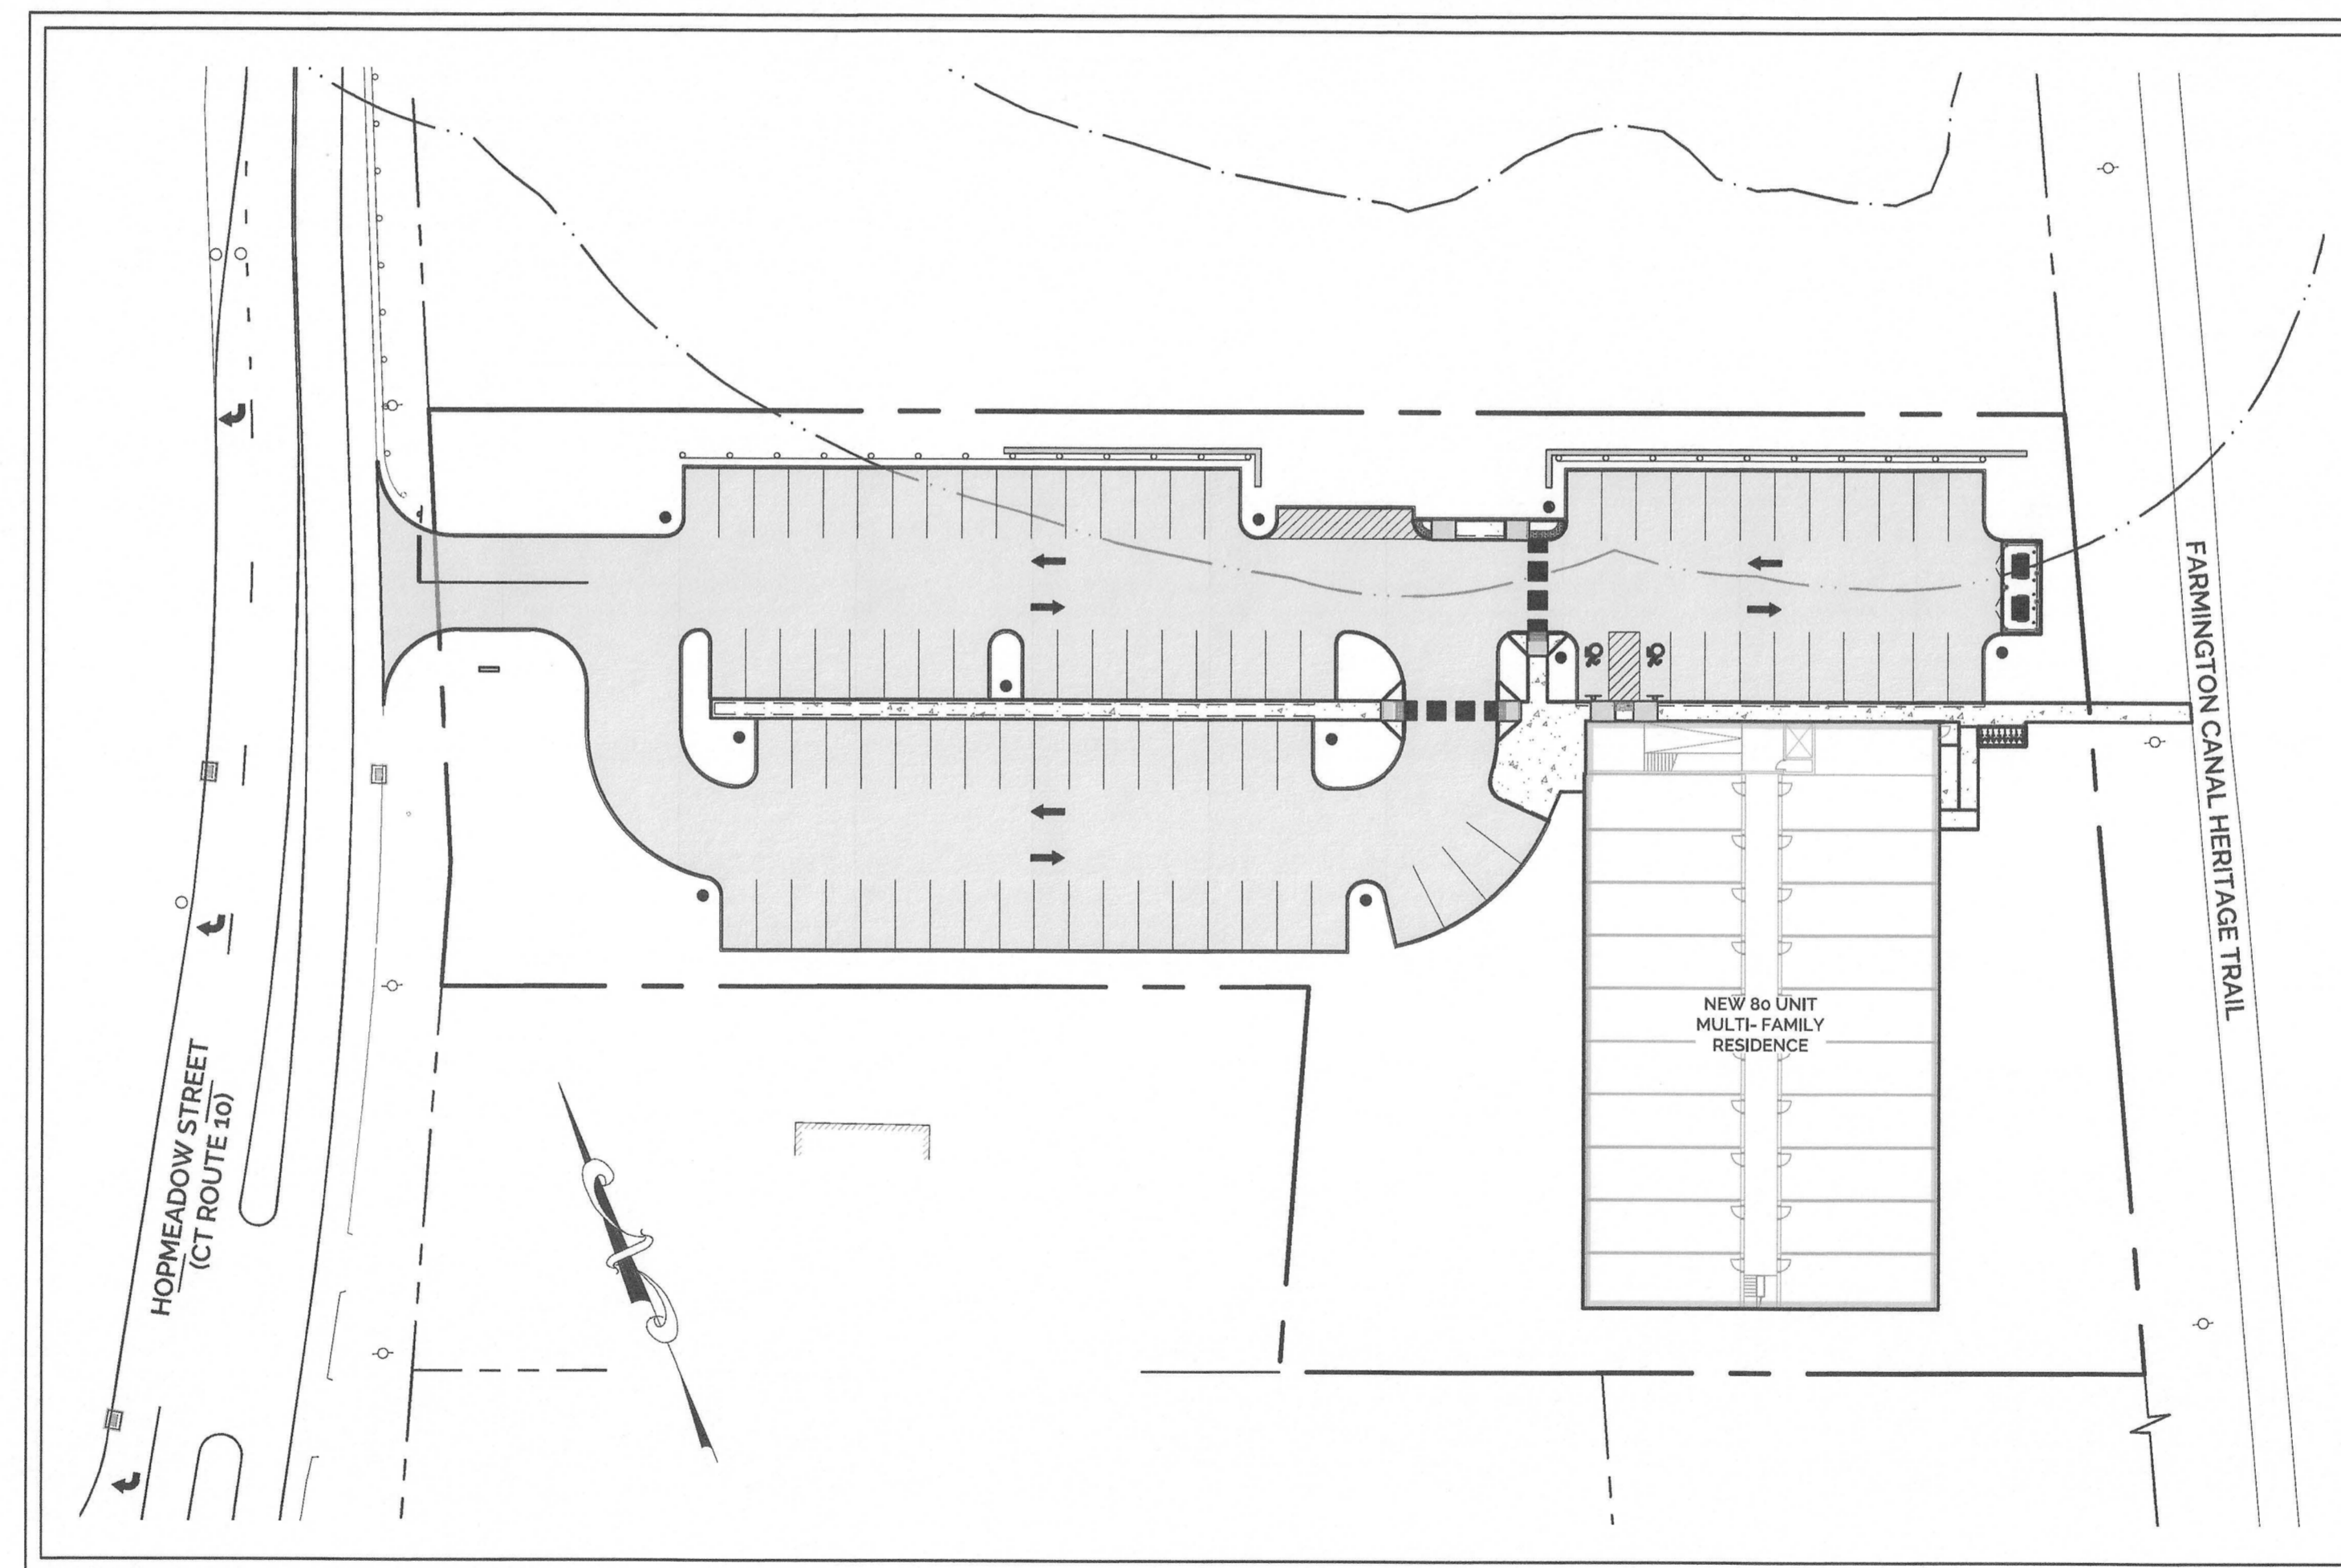 HOPMEADOW STREET
(CT ROUTE 10)
FARMINGTON CANAL HERITAGE TRAIL
NEW 80 UNIT
MULTI- FAMILY
RESIDENCE